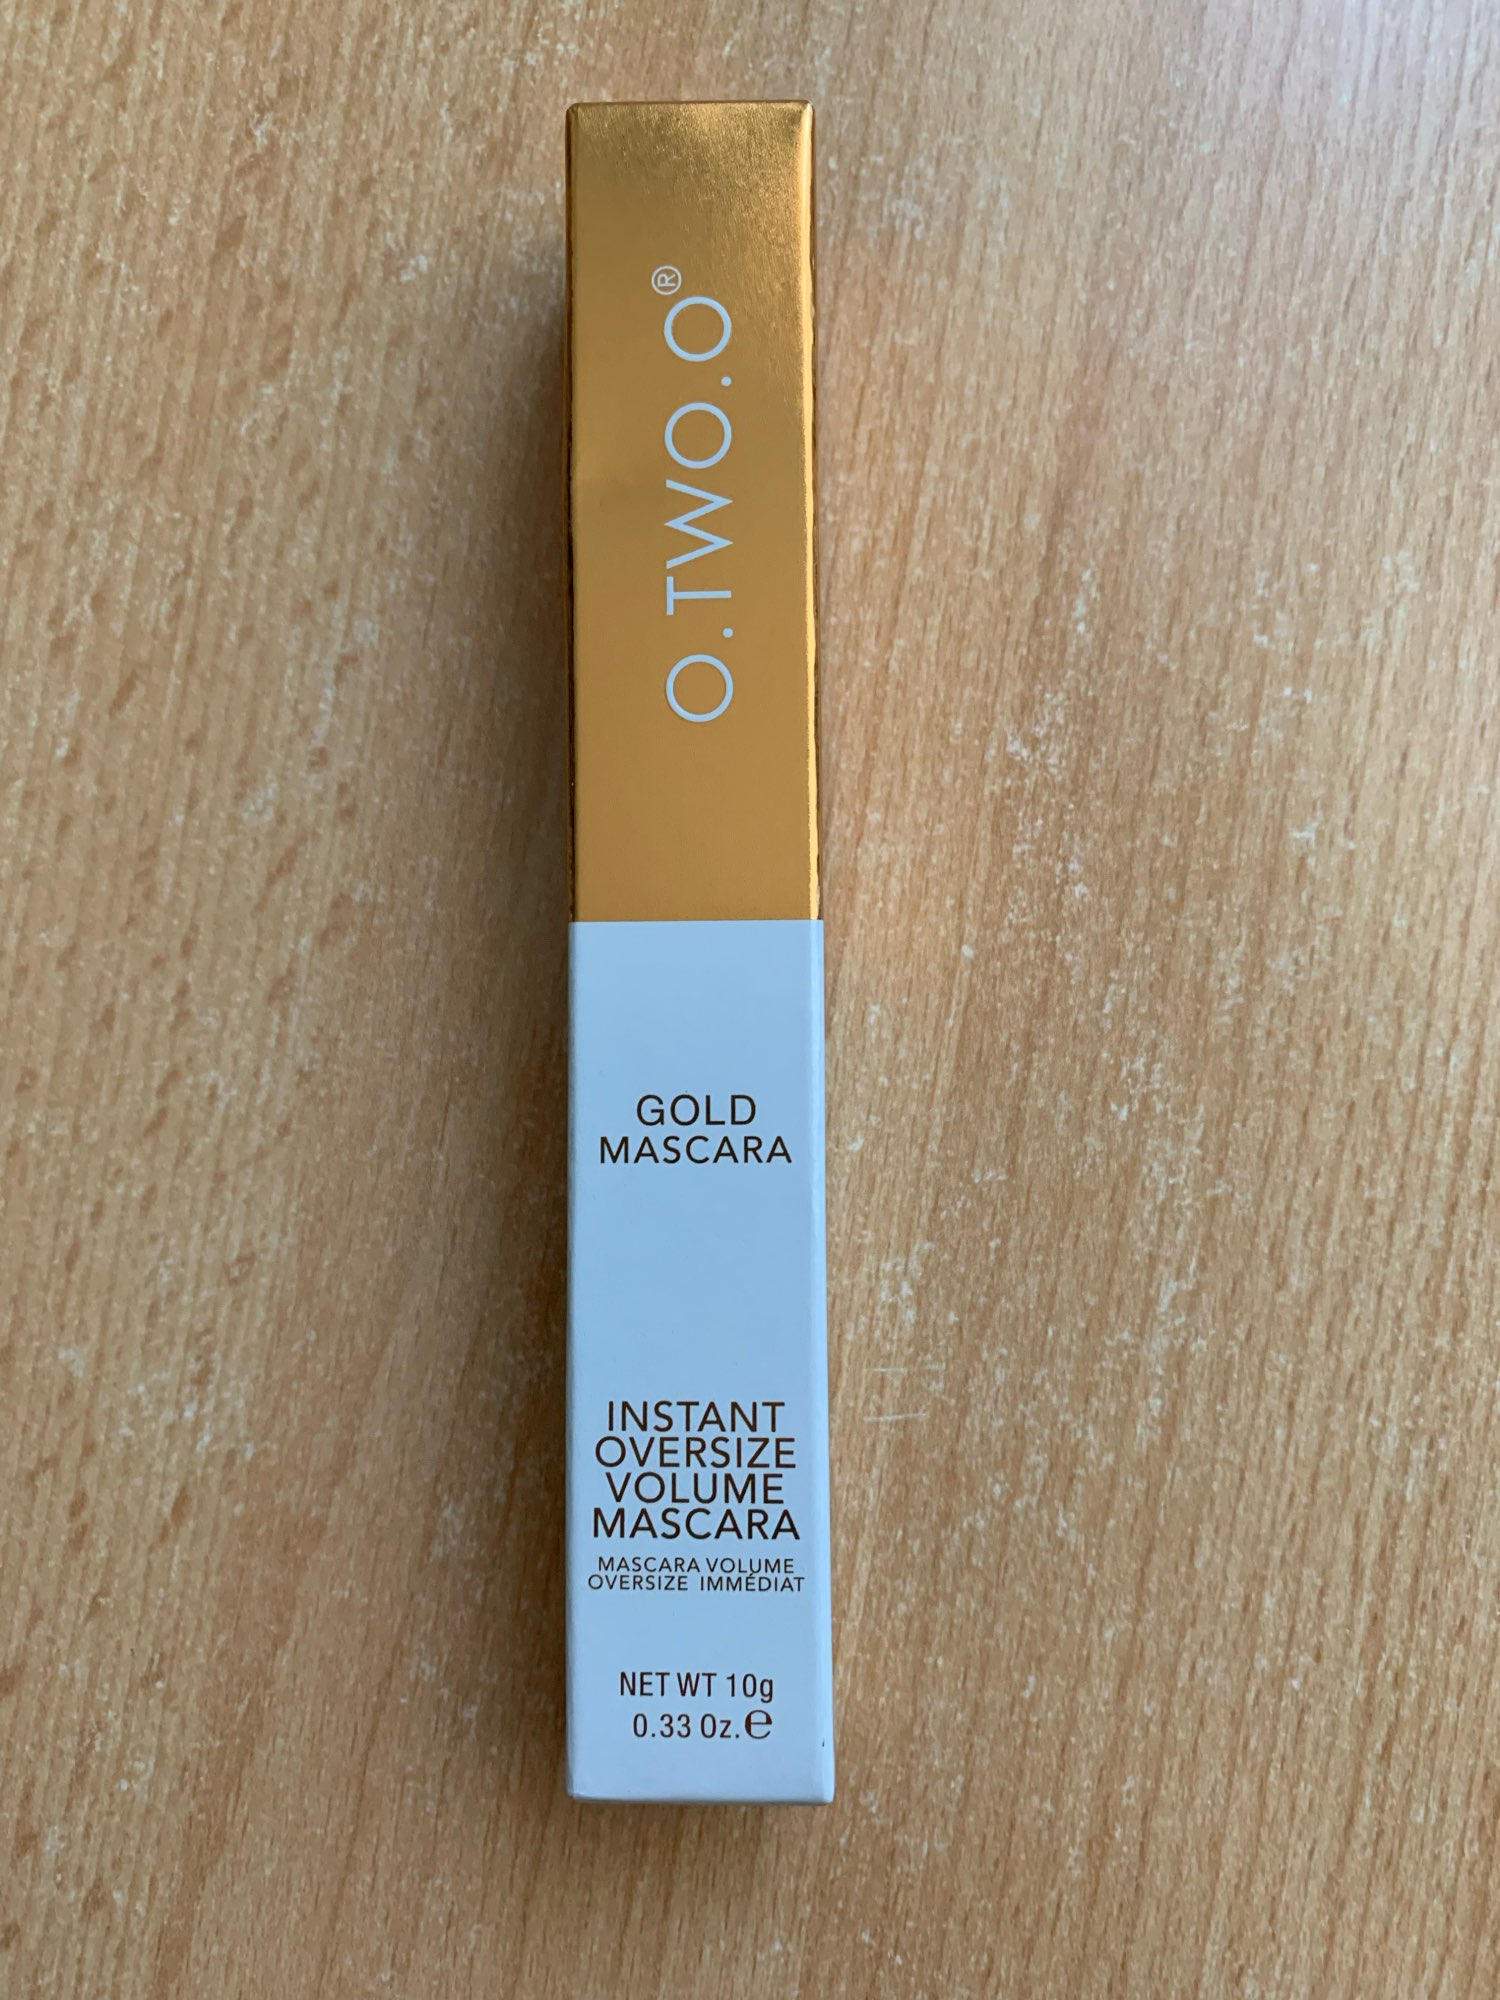 O.TWO.O®
GOLD
MASCARA
INSTANT
OVERSIZE
VOLUME
MASCARA
MASCARA VOLUME
OVERSIZE IMMÉDIAT
NET WT 10g
0.33 Oz.℮